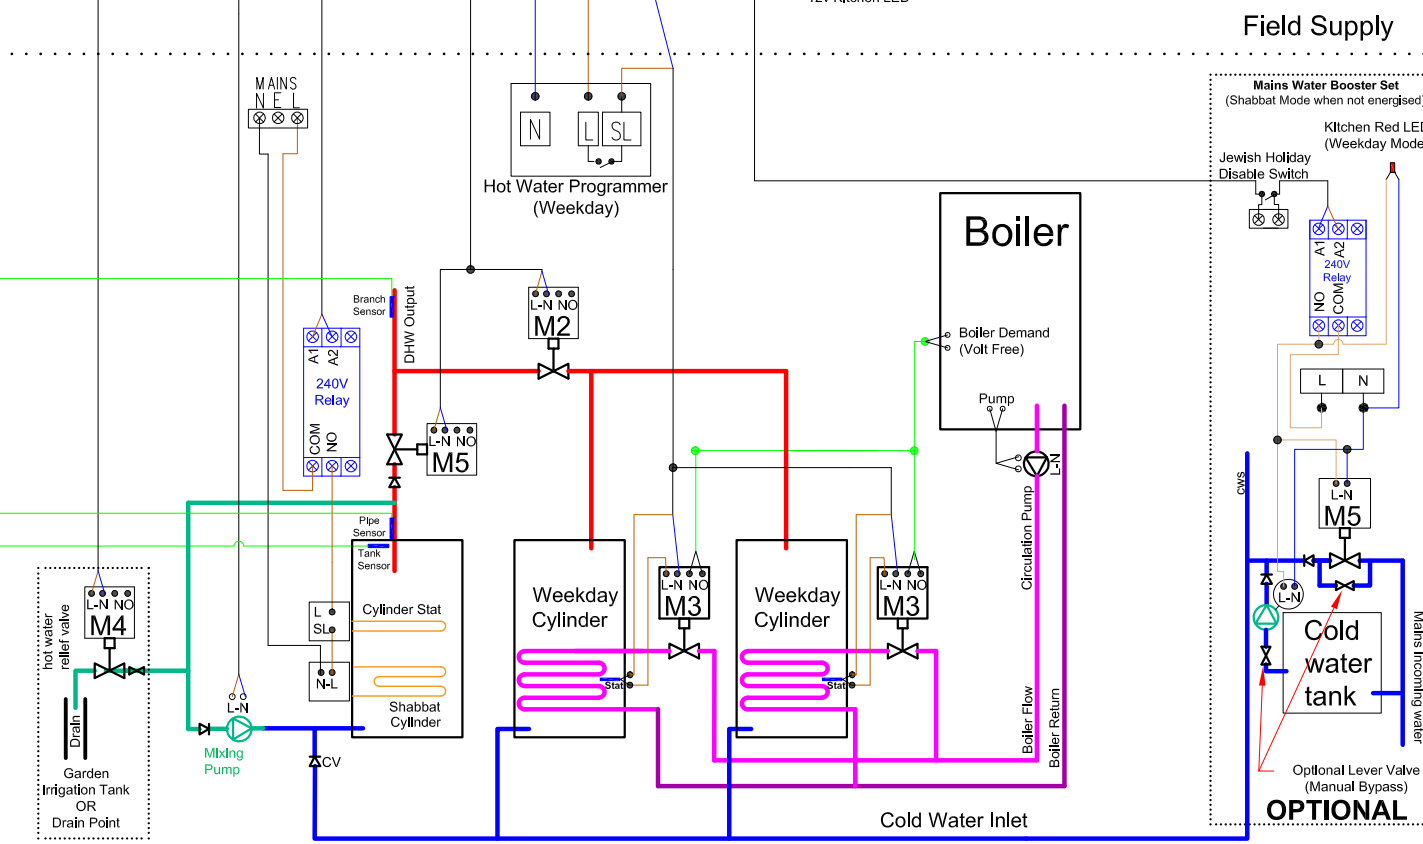 12V Kitchen LED
Field Supply
MAINS
N E L
N
L
SL
Hot Water Programmer
(Weekday)
Mains Water Booster Set
(Shabbat Mode when not energised)
Kitchen Red LED
(Weekday Mode
Jewish Holiday
Disable Switch
A1
A2
240V
Relay
NO
COM
L
N
Boiler
Boiler Demand
(Volt Free)
Pump
L-N
Circulation Pump
Branch
Sensor
DHW Output
L-N NO
M2
A1
A2
240V
Relay
COM
NO
L-N NO
M5
Pipe
Sensor
Tank
Sensor
cws
L-N
M5
L-N
Cold
water
tank
Mains Incoming water
hot water
relief valve
L-N NO
M4
Drain
Garden
Irrigation Tank
OR
Drain Point
L
SL
Cylinder Stat
N-L
Shabbat
Cylinder
L-N
Mixing
Pump
CV
Weekday
Cylinder
Stat
L-N NO
M3
Weekday
Cylinder
Stat
L-N NO
M3
Boiler Flow
Boiler Return
Cold Water Inlet
Optional Lever Valve
(Manual Bypass)
OPTIONAL